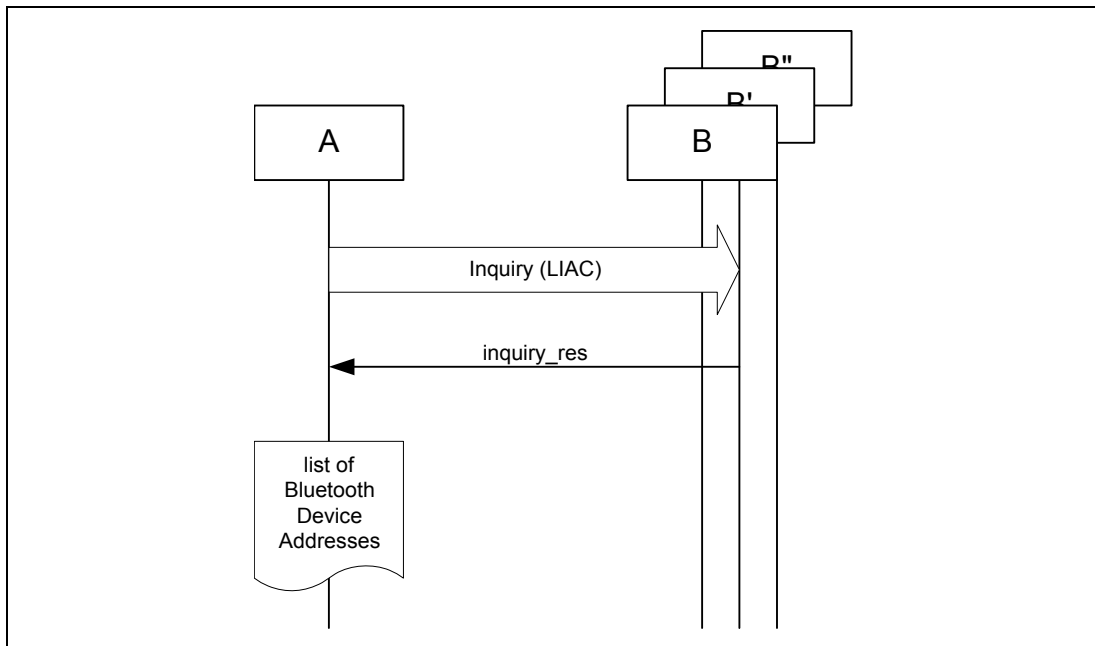 B"
B'
A
B
Inquiry (LIAC)
inquiry_res
list of
Bluetooth
Device
Addresses